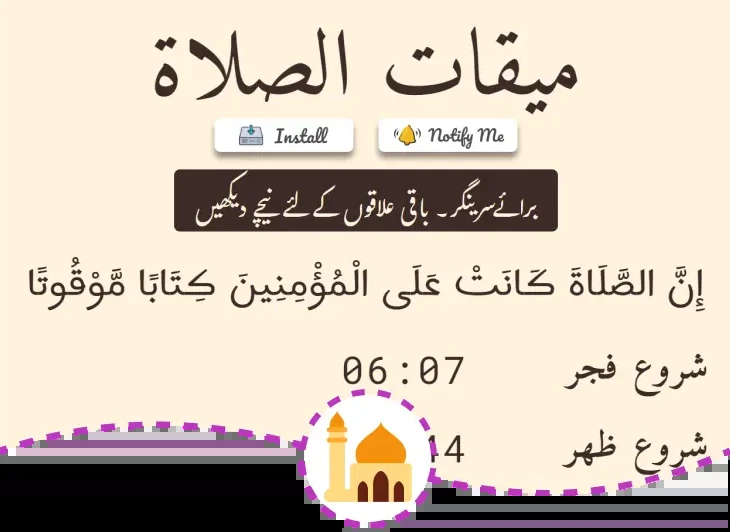 ميقات الصلاة
Install
Notify Me
برائے سرینگر ۔ باقی علاقوں کے لئے نیچے دیکھیں
إِنَّ الصَّلَاةَ كَانَتْ عَلَى الْمُؤْمِنِينَ كِتَابًا مَّوْقُوتًا
شروع فجر 06:07
شروع ظهر 44